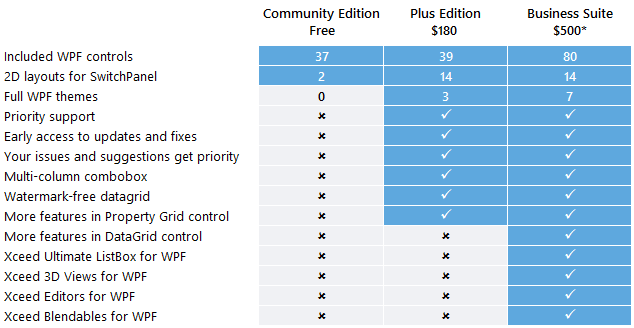 Community Edition Plus Edition Business Suite
Free $180 $500*
Included WPF controls 37 39 80
2D layouts for SwitchPanel 2 14 14
Full WPF themes 0 3 7
Priority support × ✓ ✓
Early access to updates and fixes × ✓ ✓
Your issues and suggestions get priority × ✓ ✓
Multi-column combobox × ✓ ✓
Watermark-free datagrid × ✓ ✓
More features in Property Grid control × ✓ ✓
More features in DataGrid control × × ✓
Xceed Ultimate ListBox for WPF × × ✓
Xceed 3D Views for WPF × × ✓
Xceed Editors for WPF × × ✓
Xceed Blendables for WPF × × ✓